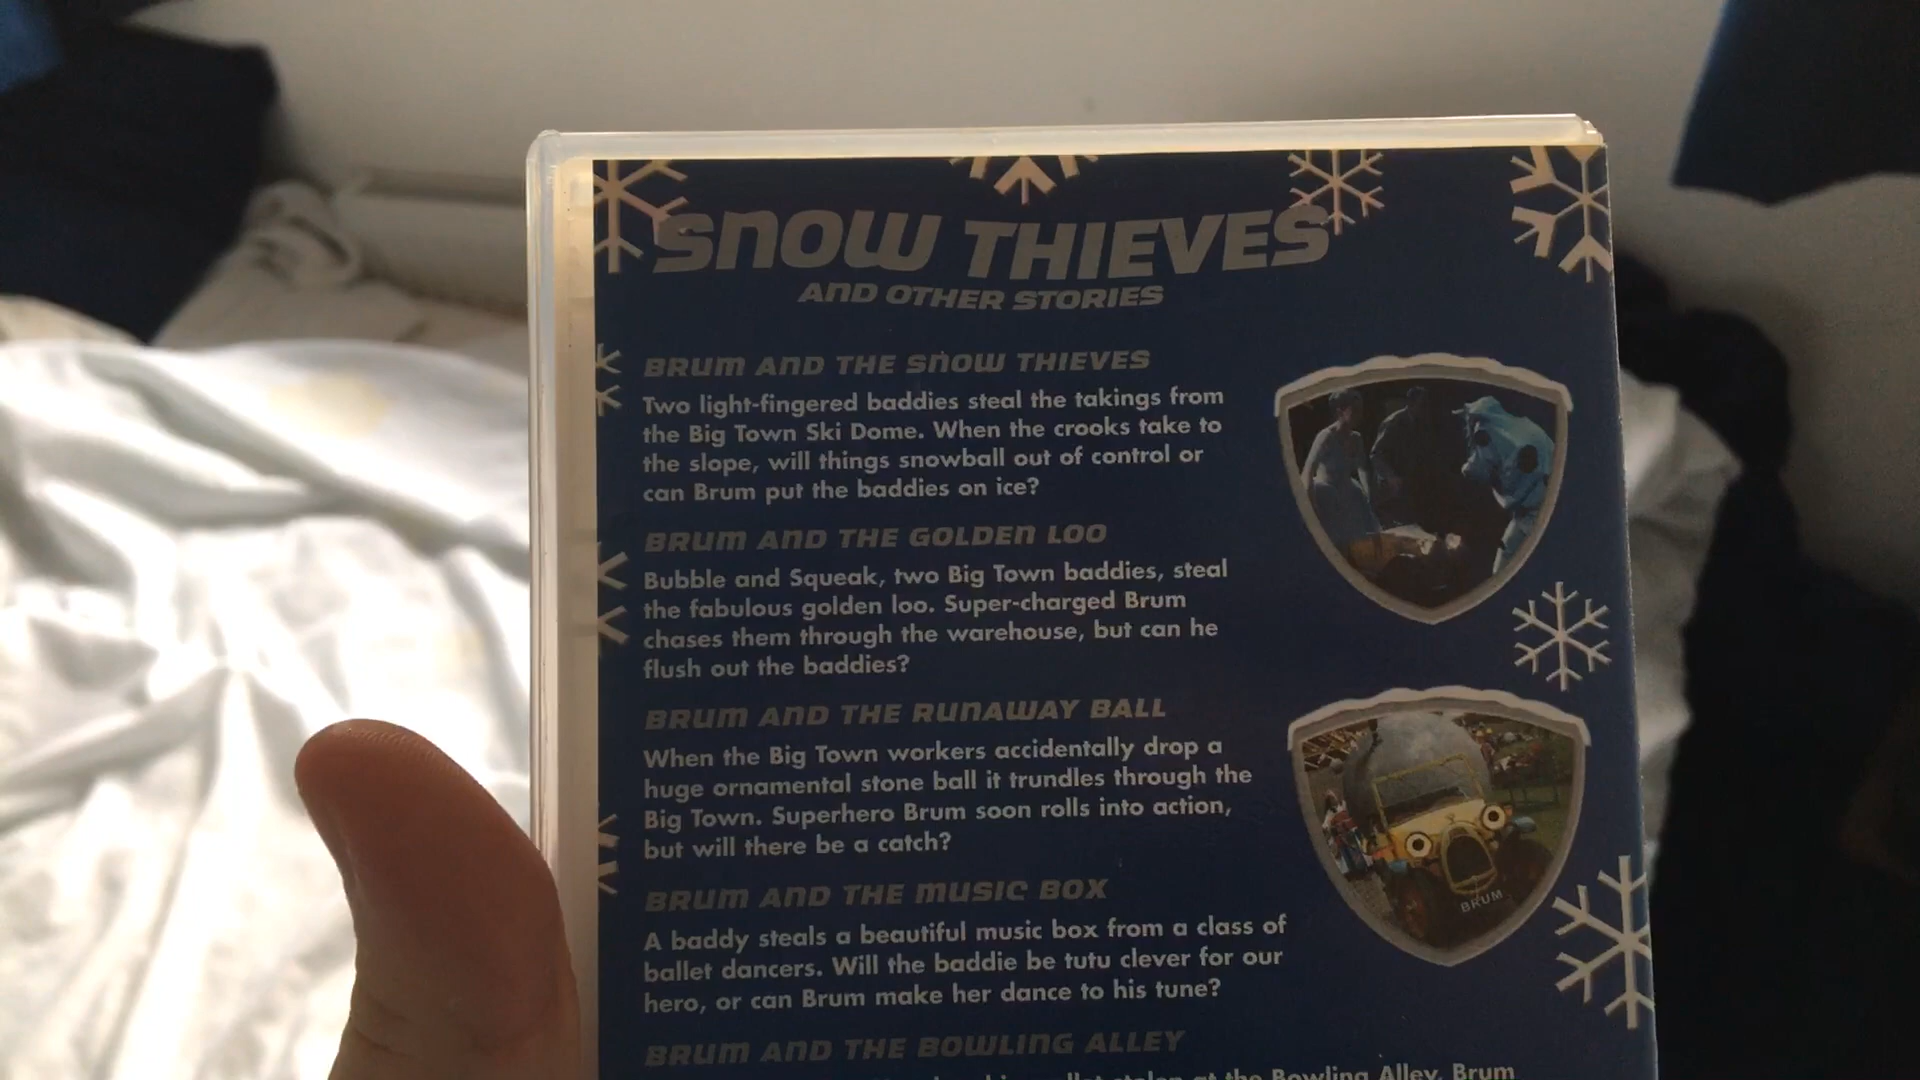 SNOW THIEVES
AND OTHER STORIES
BRUM AND THE SNOW THIEVES
Two light-fingered baddies steal the takings from
the Big Town Ski Dome. When the crooks take to
the slope, will things snowball out of control or
can Brum put the baddies on ice?
BRUM AND THE GOLDEN LOO
Bubble and Squeak, two Big Town baddies, steal
the fabulous golden loo. Super-charged Brum
chases them through the warehouse, but can he
flush out the baddies?
BRUM AND THE RUNAWAY BALL
When the Big Town workers accidentally drop a
huge ornamental stone ball it trundles through the
Big Town. Superhero Brum soon rolls into action,
but will there be a catch?
BRUM
BRUM AND THE MUSIC BOX
A baddy steals a beautiful music box from a class of
ballet dancers. Will the baddie be tutu clever for our
hero, or can Brum make her dance to his tune?
BRUM AND THE BOWLING ALLEY
stolen at the Bowling Alley, Brum